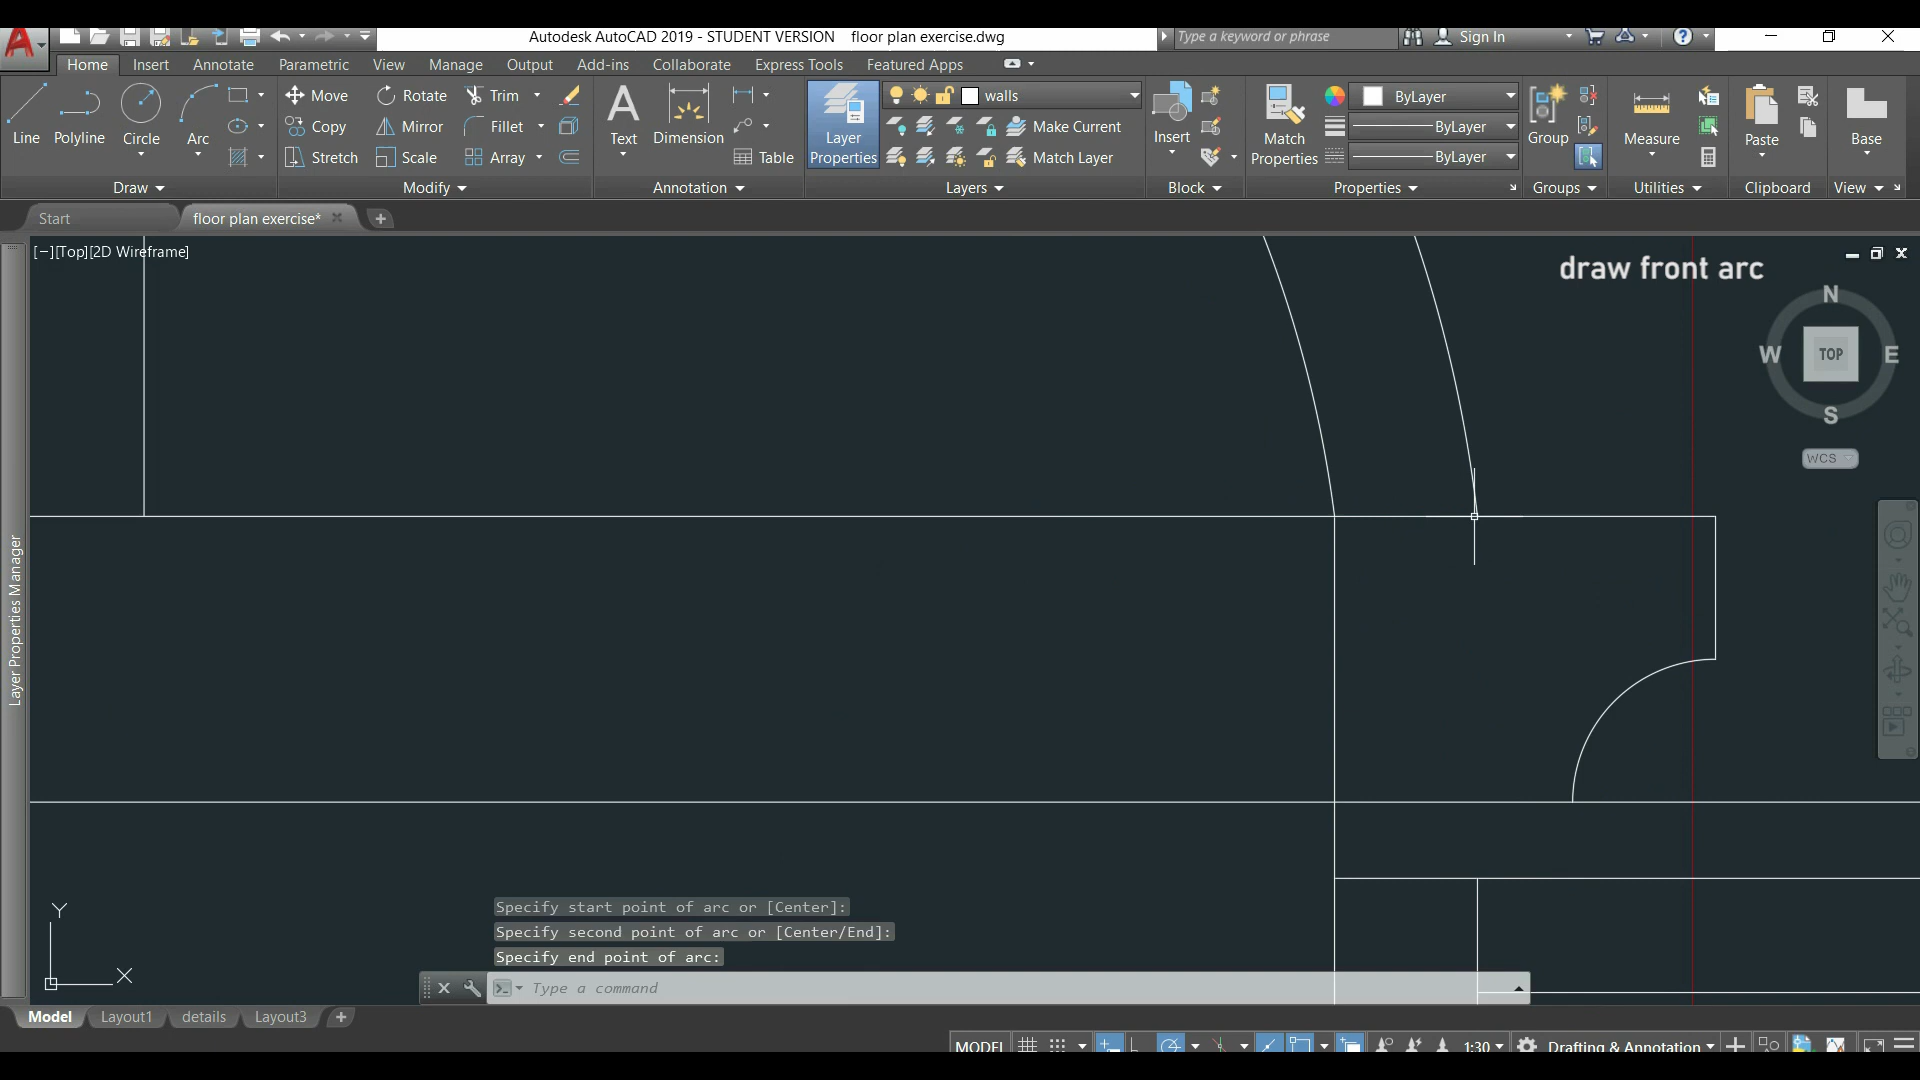 Autodesk AutoCAD 2019 - STUDENT VERSION floor plan exercise.dwg
Type a keyword or phrase
Sign In
Home Insert Annotate Parametric View Manage Output Add-ins Collaborate Express Tools Featured Apps
Line Polyline Circle Arc
Move Rotate Trim
Copy Mirror Fillet
Stretch Scale Array
Text Dimension Table
Layer Properties
walls
Make Current
Match Layer
Insert
Match Properties
ByLayer
ByLayer
ByLayer
Group Measure Paste Base
Draw Modify Annotation Layers Block Properties Groups Utilities Clipboard View
Start floor plan exercise*
[−][Top][2D Wireframe]
draw front arc
N
W TOP E
S
WCS
Layer Properties Manager
Y
X
Specify start point of arc or [Center]:
Specify second point of arc or [Center/End]:
Specify end point of arc:
Type a command
Model Layout1 details Layout3
MODEL 1:30 Drafting & Annotation